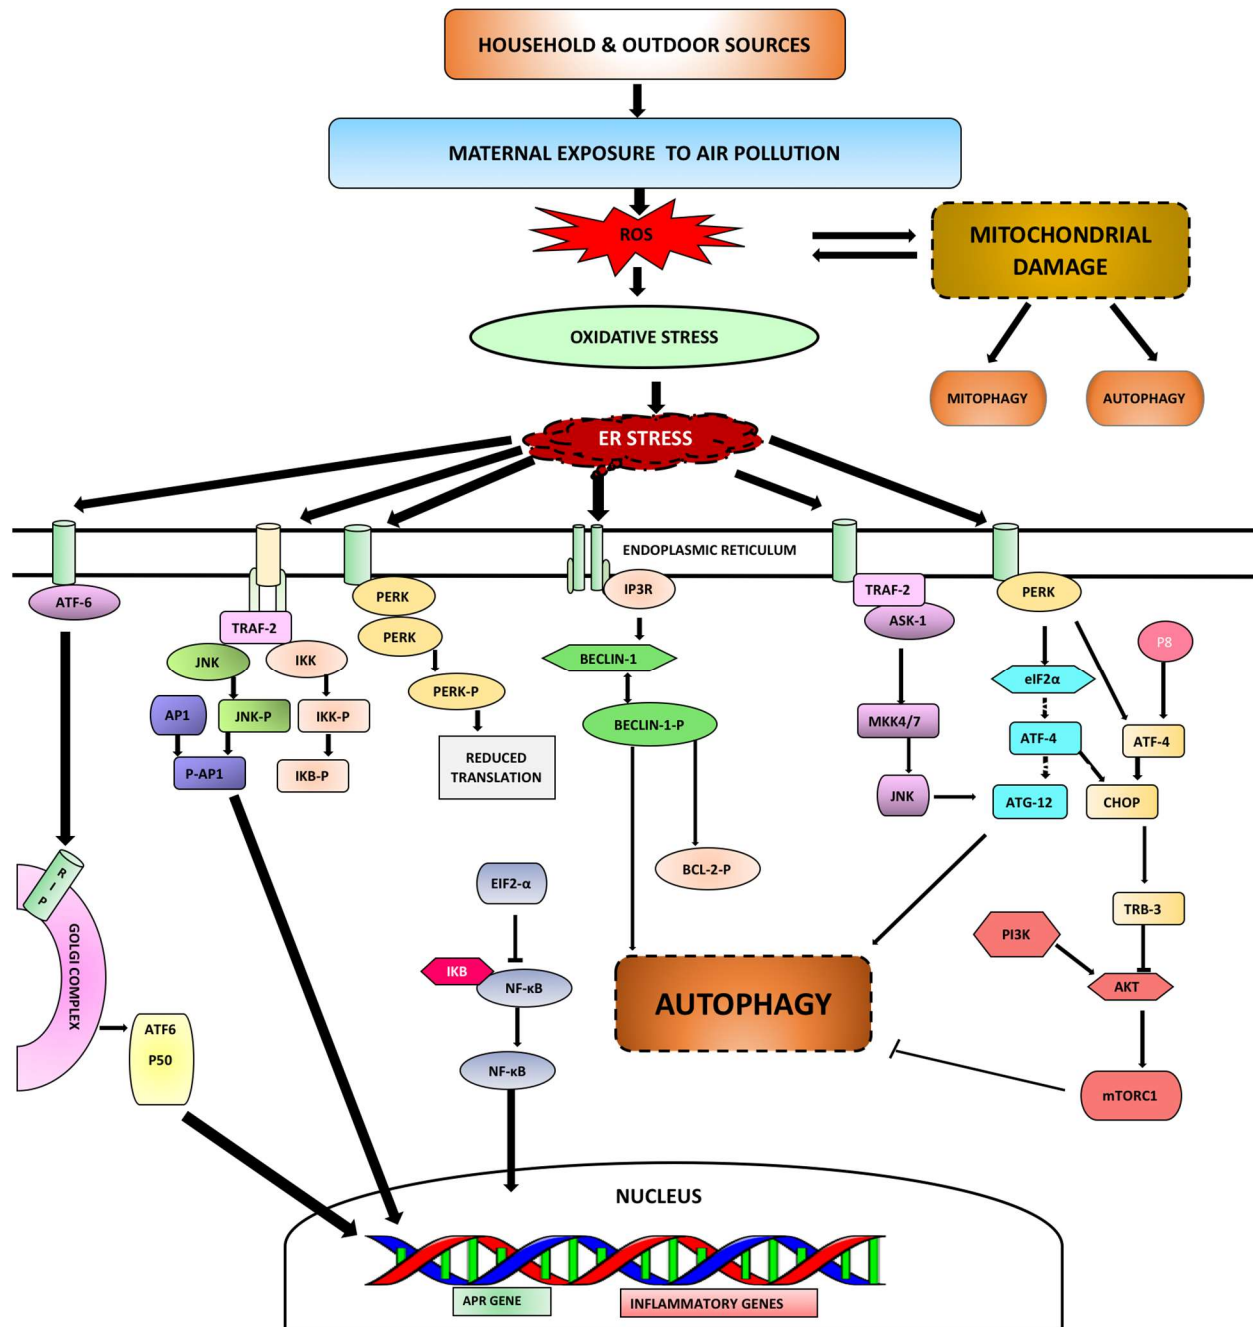 HOUSEHOLD & OUTDOOR SOURCES
MATERNAL EXPOSURE TO AIR POLLUTION
ROS
MITOCHONDRIAL
DAMAGE
OXIDATIVE STRESS
MITOPHAGY
AUTOPHAGY
ER STRESS
ENDOPLASMIC RETICULUM
ATF-6
TRAF-2
JNK
IKK
AP1
JNK-P
IKK-P
P-AP1
IKB-P
PERK
PERK
PERK-P
REDUCED
TRANSLATION
IP3R
BECLIN-1
BECLIN-1-P
BCL-2-P
TRAF-2
ASK-1
MKK4/7
JNK
PERK
P8
eIF2α
ATF-4
ATF-4
ATG-12
CHOP
TRB-3
PI3K
AKT
mTORC1
RIP
GOLGI COMPLEX
ATF6
P50
EIF2-α
IKB
NF-κB
NF-κB
AUTOPHAGY
NUCLEUS
APR GENE
INFLAMMATORY GENES